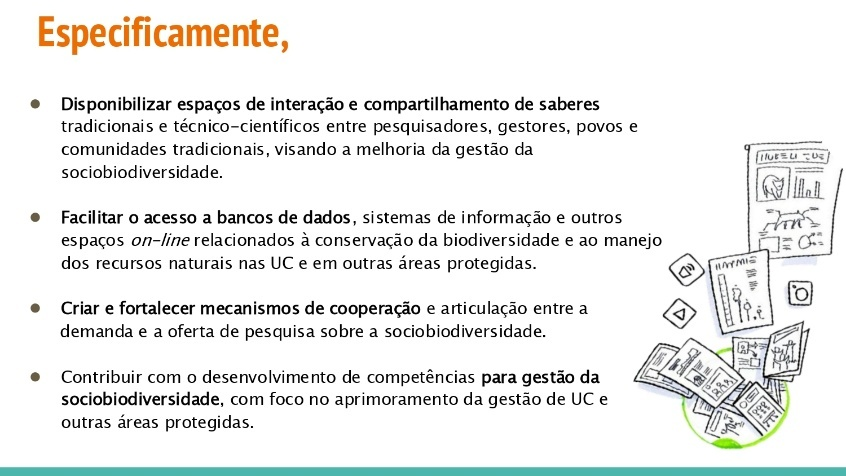 Especificamente,
● Disponibilizar espaços de interação e compartilhamento de saberes
tradicionais e técnico-científicos entre pesquisadores, gestores, povos e
comunidades tradicionais, visando a melhoria da gestão da
sociobiodiversidade.
● Facilitar o acesso a bancos de dados, sistemas de informação e outros
espaços on-line relacionados à conservação da biodiversidade e ao manejo
dos recursos naturais nas UC e em outras áreas protegidas.
● Criar e fortalecer mecanismos de cooperação e articulação entre a
demanda e a oferta de pesquisa sobre a sociobiodiversidade.
● Contribuir com o desenvolvimento de competências para gestão da
sociobiodiversidade, com foco no aprimoramento da gestão de UC e
outras áreas protegidas.